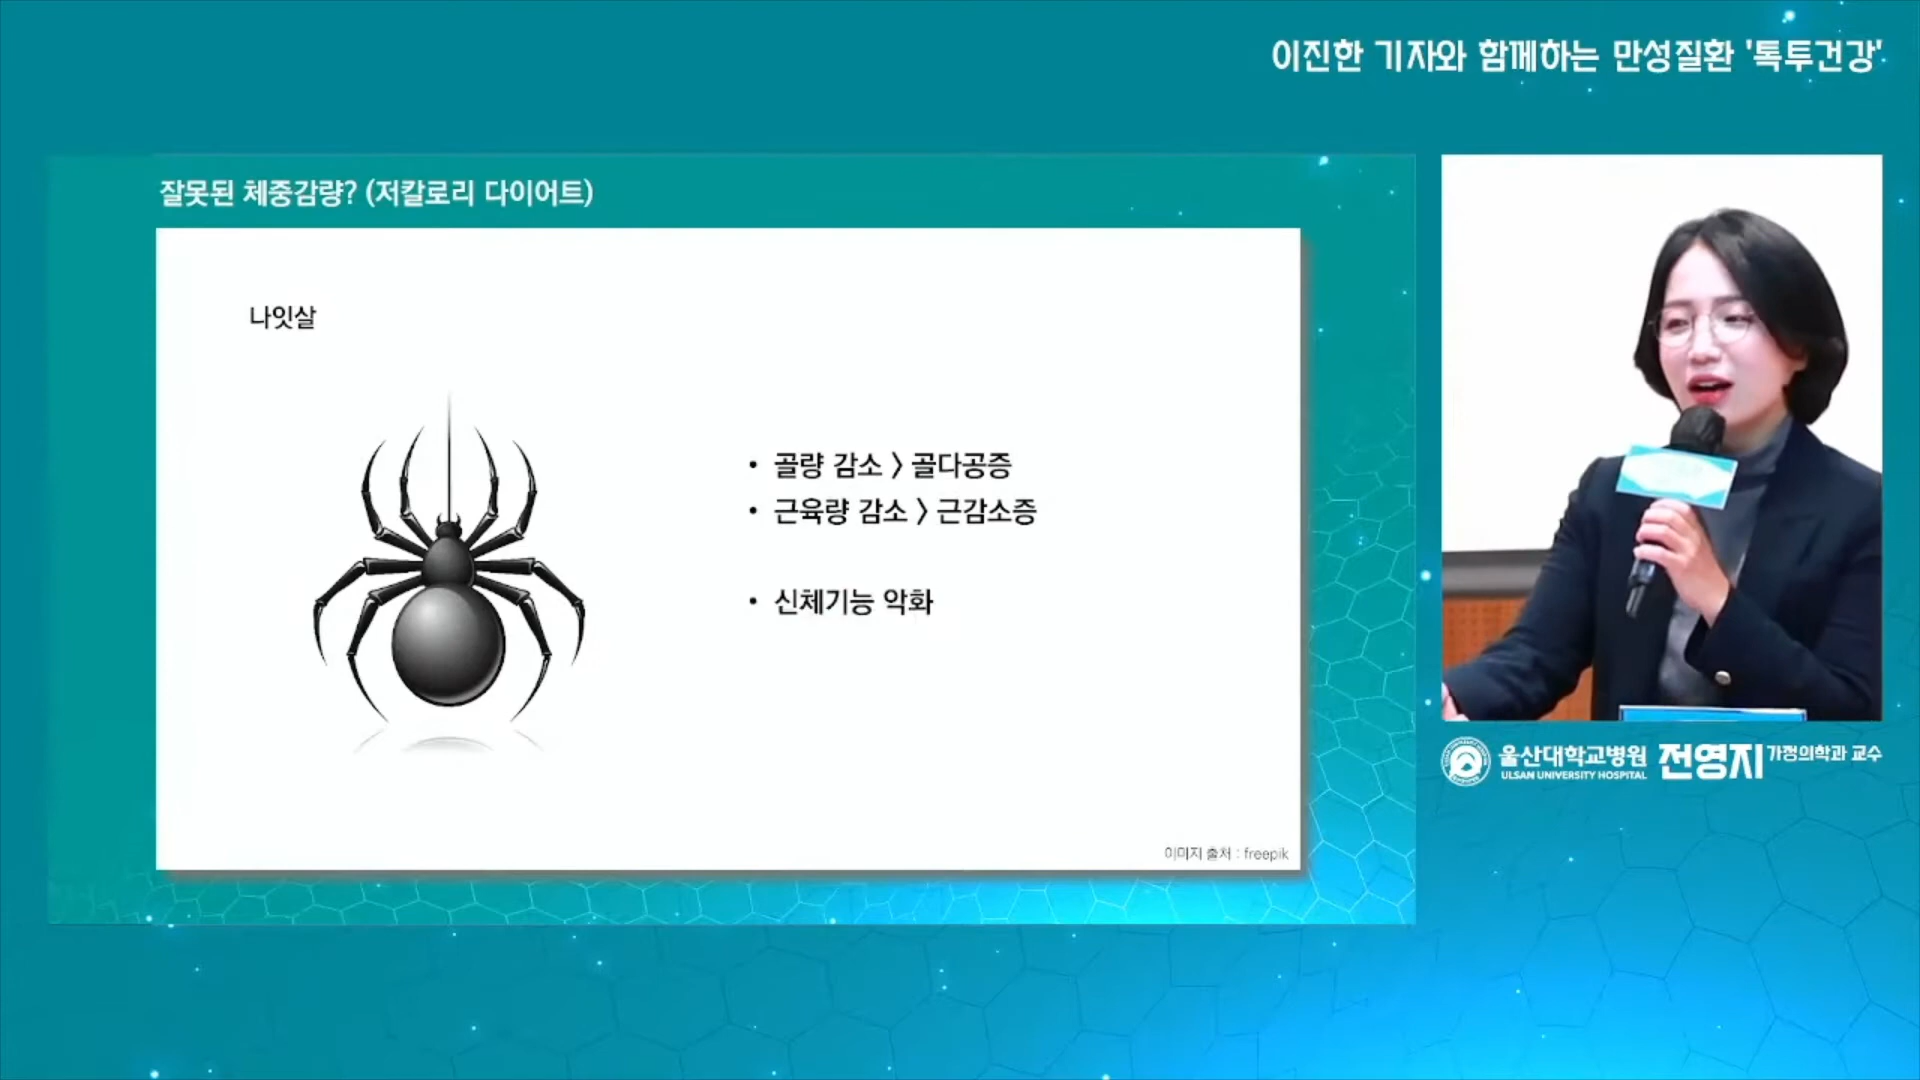 이진한 기자와 함께하는 만성질환 '톡투건강'
잘못된 체중감량? (저칼로리 다이어트)
나잇살
• 골량 감소 > 골다공증
• 근육량 감소 > 근감소증
• 신체기능 악화
이미지 출처 : freepik
울산대학교병원
ULSAN UNIVERSITY HOSPITAL
전영지 가정의학과 교수